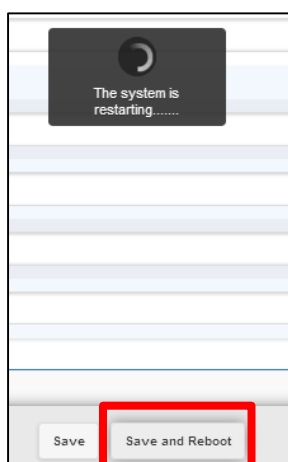 The system is
restarting.......
Save
Save and Reboot